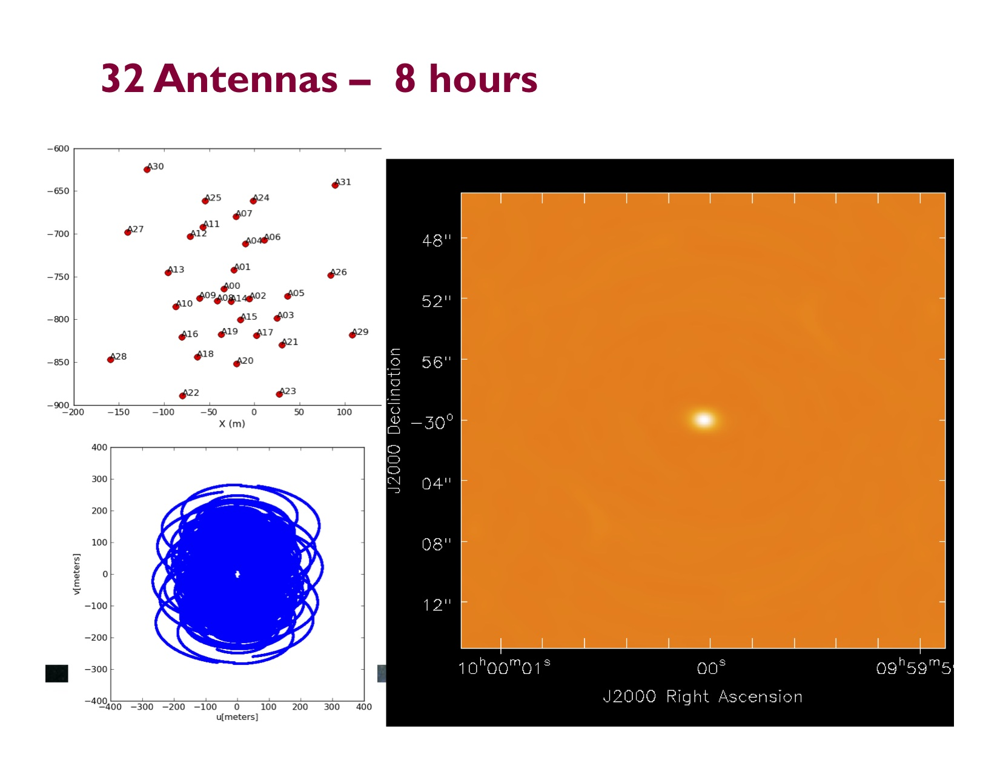 32 Antennas – 8 hours
−600
A30
A31
−650
A25
A24
A07
A11
A27
A12
−700
A06
A04
A01
A13
A26
−750
A00
A09
A08
A14
A02
A05
A10
A15
A03
−800
A19
A17
A16
A29
A21
A18
A28
A20
−850
A22
A23
−900
−200 −150 −100 −50 0 50 100
X (m)
400
300
200
100
0
−100
−200
−300
−400
v[meters]
−400 −300 −200 −100 0 100 200 300 400
u[meters]
48"
52"
56"
−30°
04"
08"
12"
J2000 Declination
10ʰ00ᵐ01ˢ 00ˢ 09ʰ59ᵐ5
J2000 Right Ascension